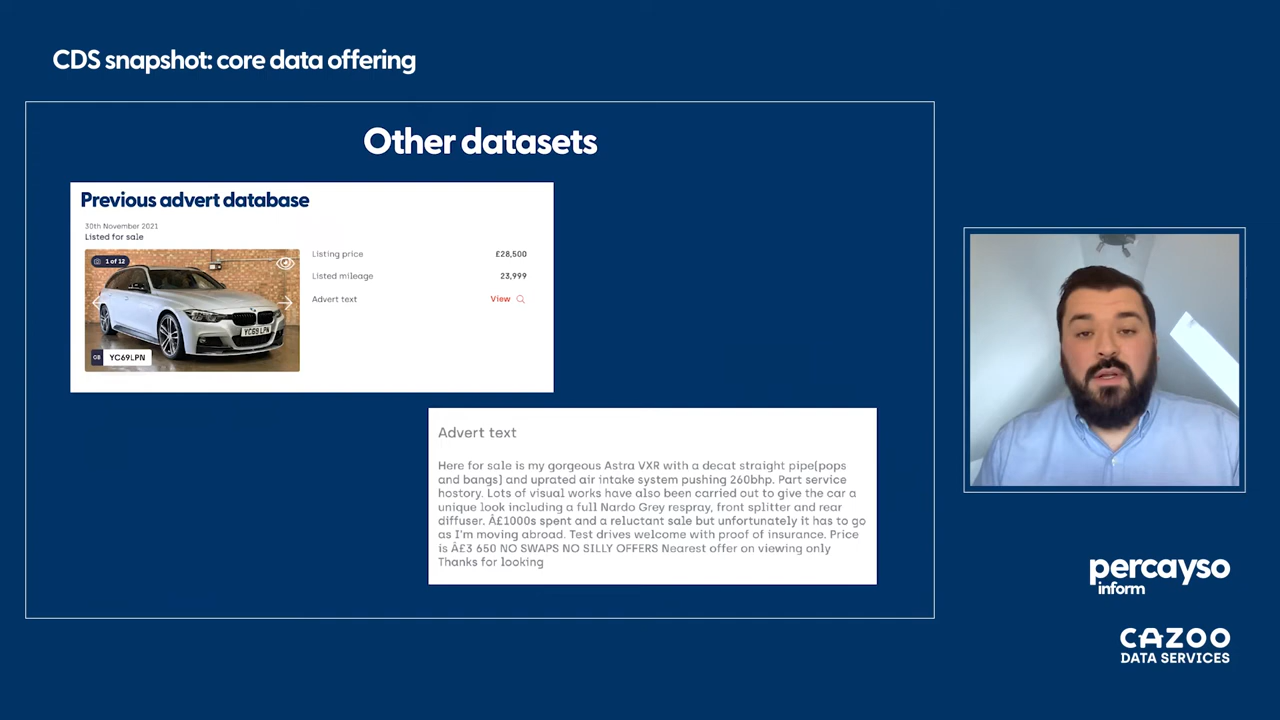 CDS snapshot: core data offering
Other datasets
Previous advert database
30th November 2021
Listed for sale
1 of 12
Listing price £28,500
Listed mileage 23,999
Advert text View
YC69 LPN
GB YC69LPN
Advert text
Here for sale is my gorgeous Astra VXR with a decat straight pipe(pops
and bangs) and uprated air intake system pushing 260bhp. Part service
hostory. Lots of visual works have also been carried out to give the car a
unique look including a full Nardo Grey respray, front splitter and rear
diffuser. Â£1000s spent and a reluctant sale but unfortunately it has to go
as I'm moving abroad. Test drives welcome with proof of insurance. Price
is Â£3 650 NO SWAPS NO SILLY OFFERS Nearest offer on viewing only
Thanks for looking
percayso
inform
CAZOO
DATA SERVICES